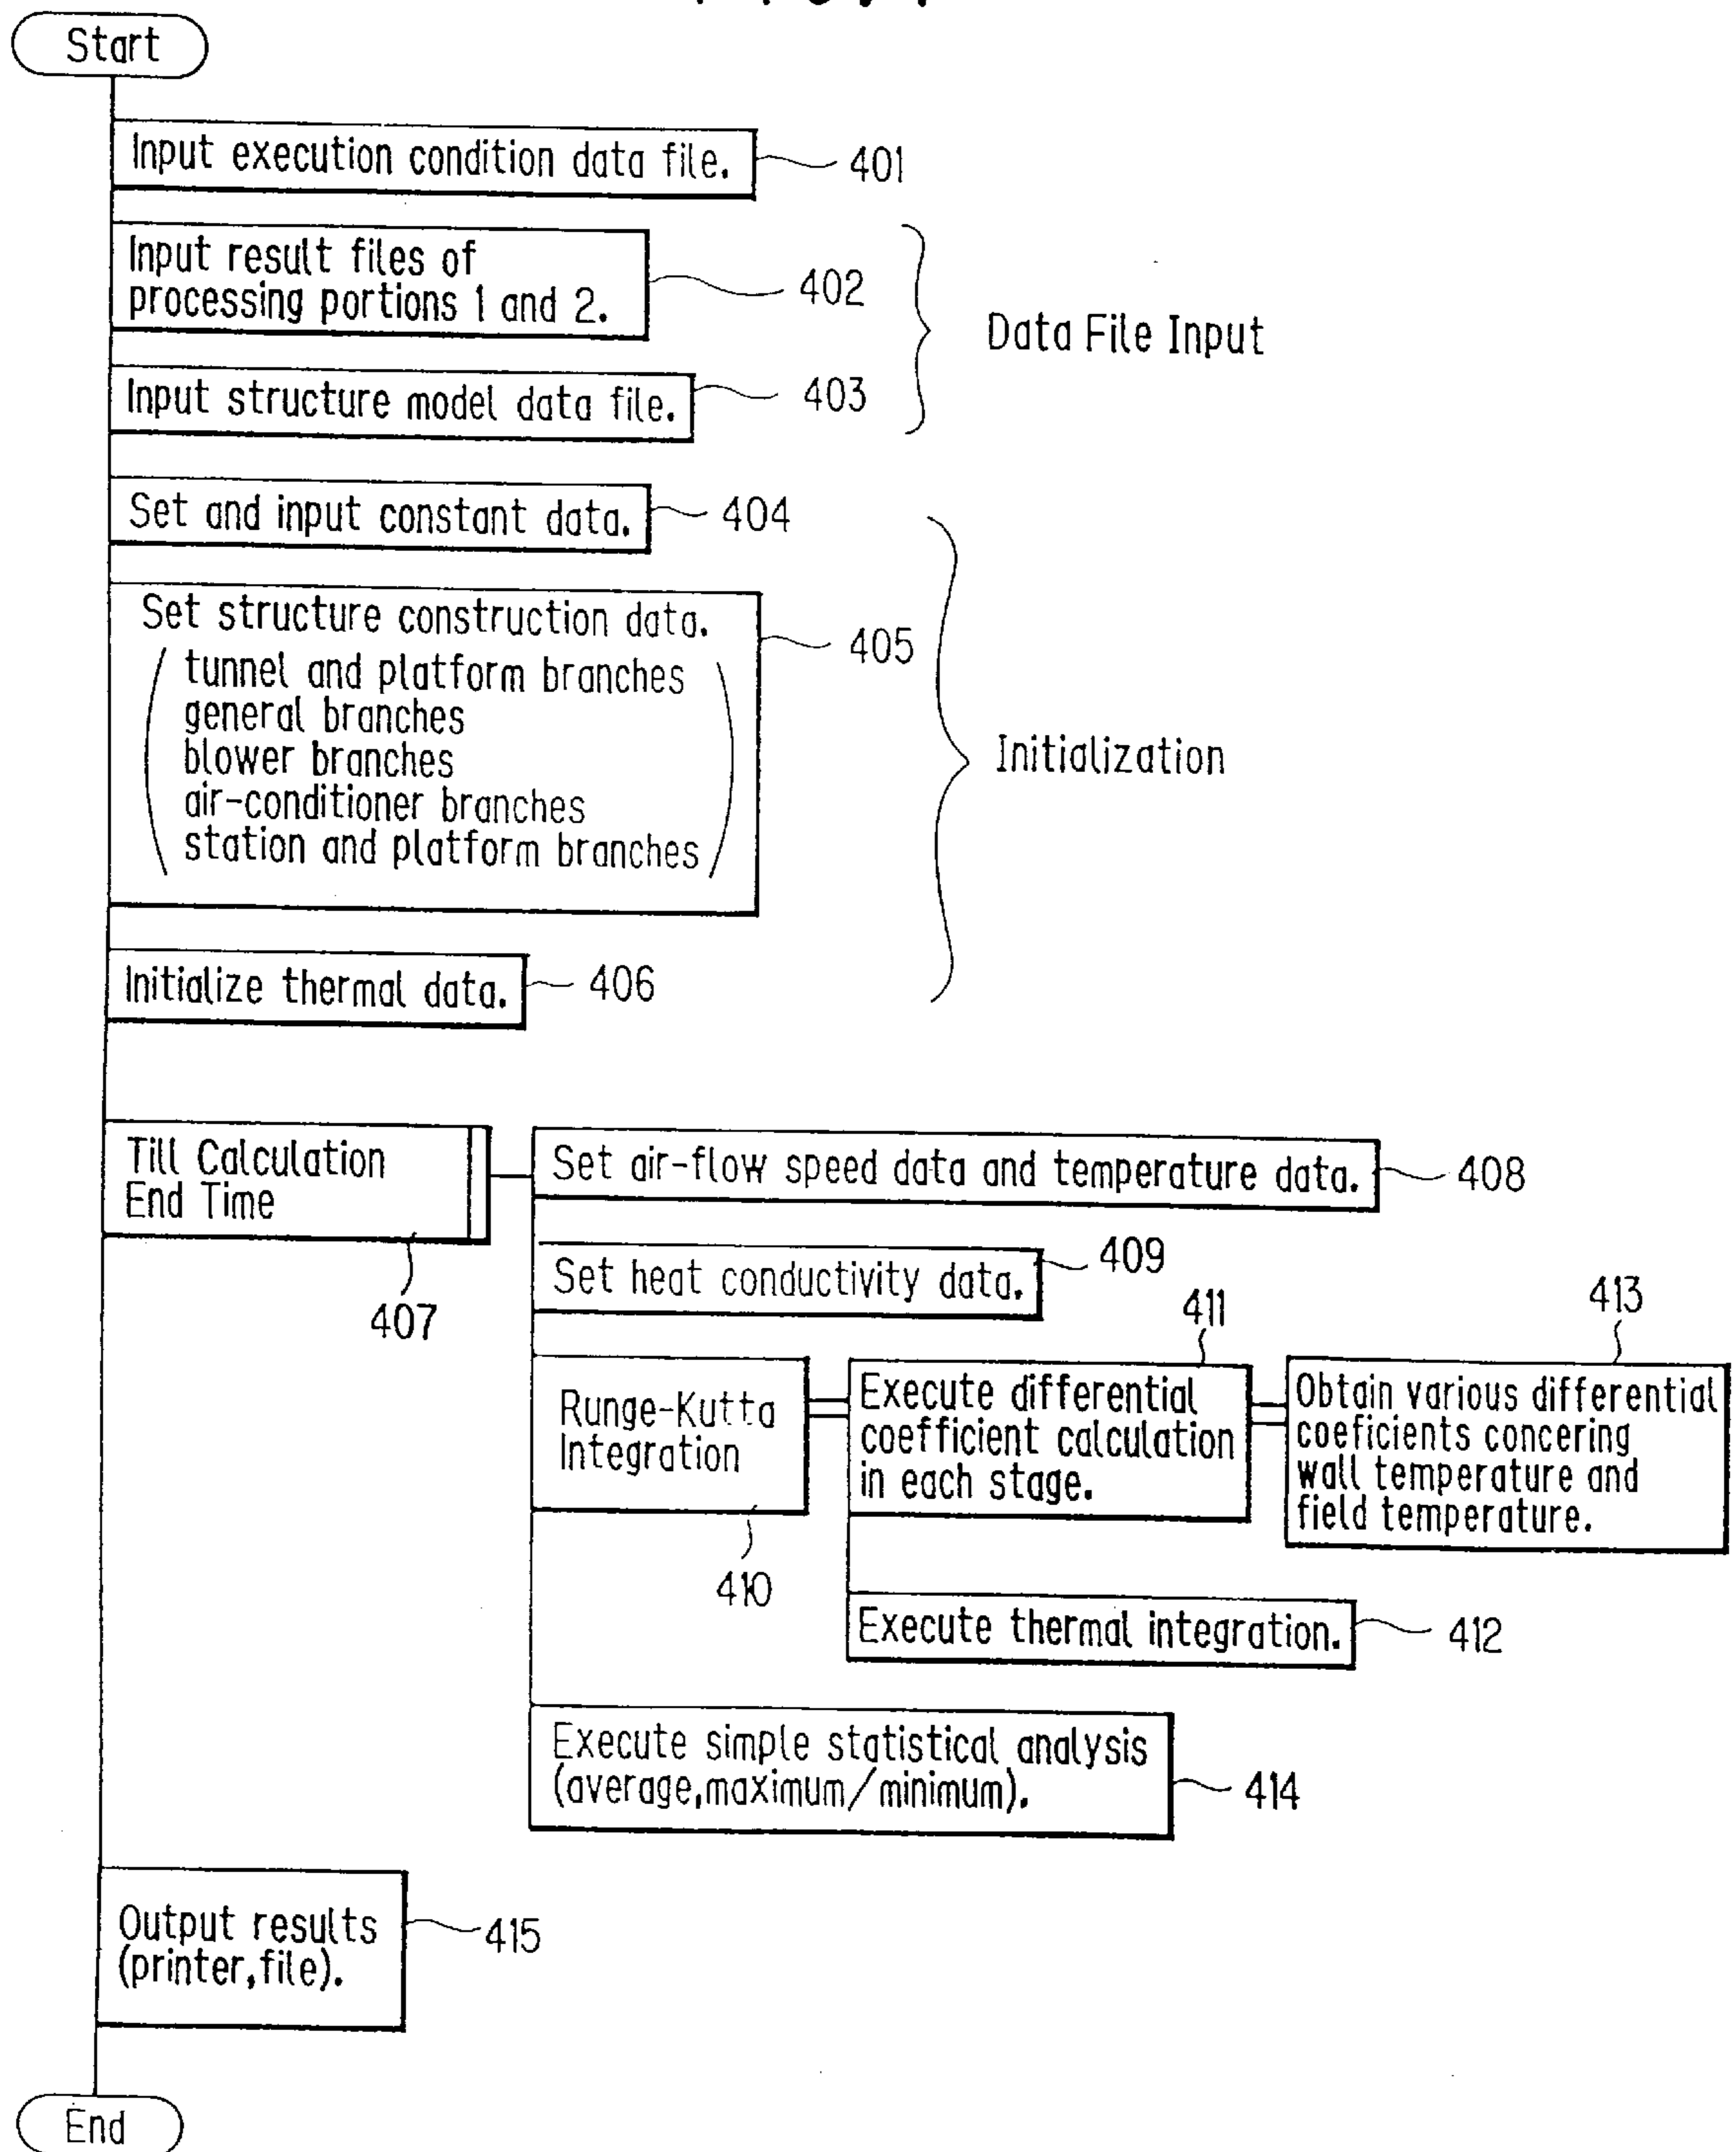 Start
Input execution condition data file.
401
Input result files of
processing portions 1 and 2.
402
Input structure model data file.
403
Data File Input
Set and input constant data.
404
Set structure construction data.
tunnel and platform branches
general branches
blower branches
air-conditioner branches
station and platform branches
405
Initialize thermal data.
406
Initialization
Till Calculation
End Time
407
Set air-flow speed data and temperature data.
408
Set heat conductivity data.
409
Runge-Kutta
Integration
410
Execute differential
coefficient calculation
in each stage.
411
Obtain various differential
coeficients concering
wall temperature and
field temperature.
413
Execute thermal integration.
412
Execute simple statistical analysis
(average,maximum/minimum).
414
Output results
(printer,file).
415
End